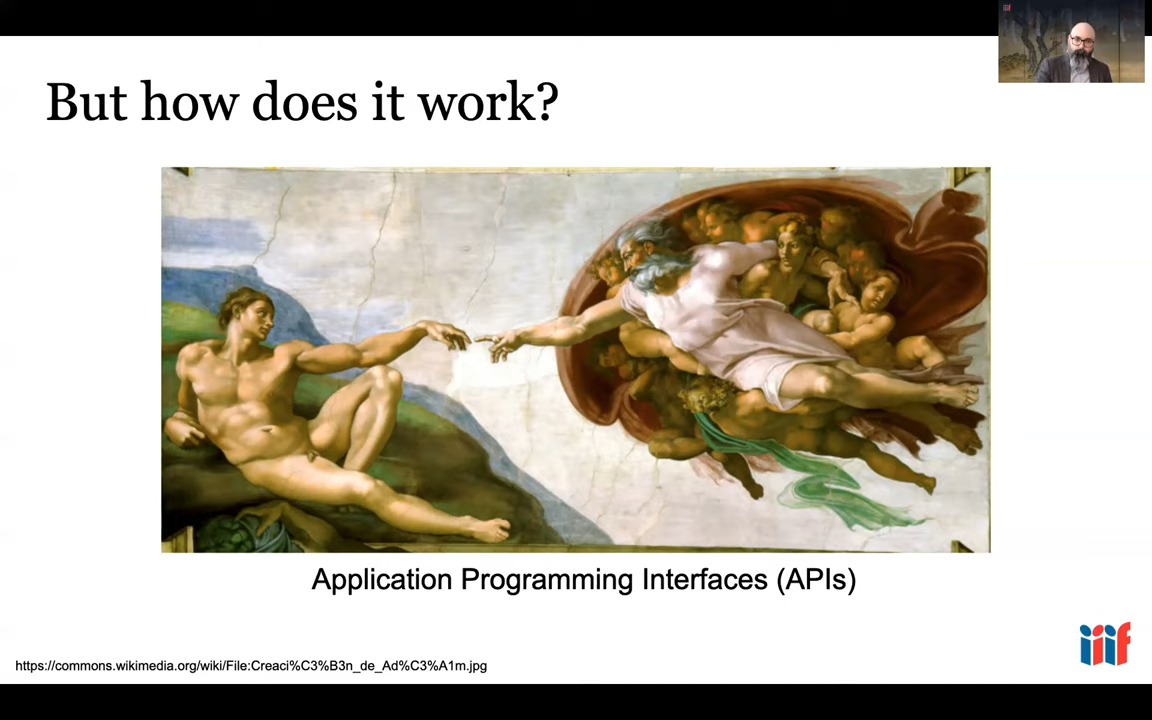 But how does it work?
Application Programming Interfaces (APIs)
iiif
https://commons.wikimedia.org/wiki/File:Creaci%C3%B3n_de_Ad%C3%A1m.jpg